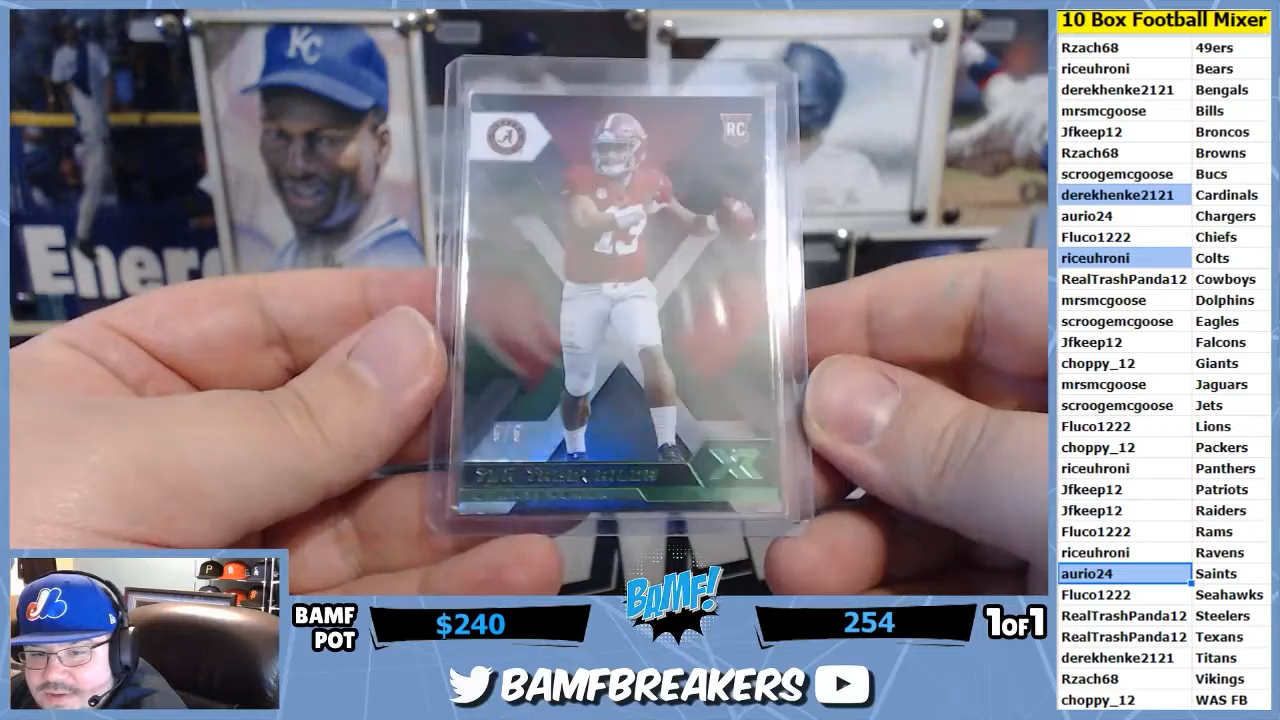 10 Box Football Mixer
Rzach68 49ers
riceuhroni Bears
derekhenke2121 Bengals
mrsmcgoose Bills
Jfkeep12 Broncos
Rzach68 Browns
scroogemcgoose Bucs
derekhenke2121 Cardinals
aurio24 Chargers
Fluco1222 Chiefs
riceuhroni Colts
RealTrashPanda12 Cowboys
mrsmcgoose Dolphins
scroogemcgoose Eagles
Jfkeep12 Falcons
choppy_12 Giants
mrsmcgoose Jaguars
scroogemcgoose Jets
Fluco1222 Lions
choppy_12 Packers
riceuhroni Panthers
Jfkeep12 Patriots
Jfkeep12 Raiders
Fluco1222 Rams
riceuhroni Ravens
aurio24 Saints
Fluco1222 Seahawks
RealTrashPanda12 Steelers
RealTrashPanda12 Texans
derekhenke2121 Titans
Rzach68 Vikings
choppy_12 WAS FB
KC
A
RC
13
XR
BAMF POT
$240
BAMF!
254
1 OF 1
BAMFBREAKERS